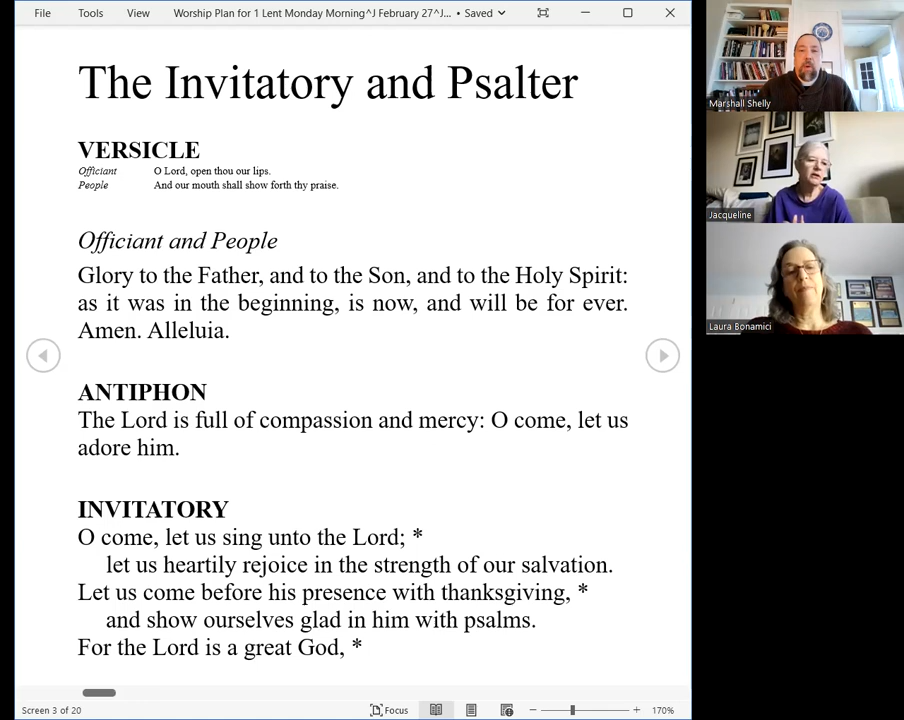 File Tools View Worship Plan for 1 Lent Monday Morning^J February 27^J... • Saved
The Invitatory and Psalter
VERSICLE
Officiant O Lord, open thou our lips.
People And our mouth shall show forth thy praise.
Officiant and People
Glory to the Father, and to the Son, and to the Holy Spirit:
as it was in the beginning, is now, and will be for ever.
Amen. Alleluia.
ANTIPHON
The Lord is full of compassion and mercy: O come, let us
adore him.
INVITATORY
O come, let us sing unto the Lord; *
let us heartily rejoice in the strength of our salvation.
Let us come before his presence with thanksgiving, *
and show ourselves glad in him with psalms.
For the Lord is a great God, *
Screen 3 of 20 Focus 170%
Marshall Shelly
Jacqueline
Laura Bonamici